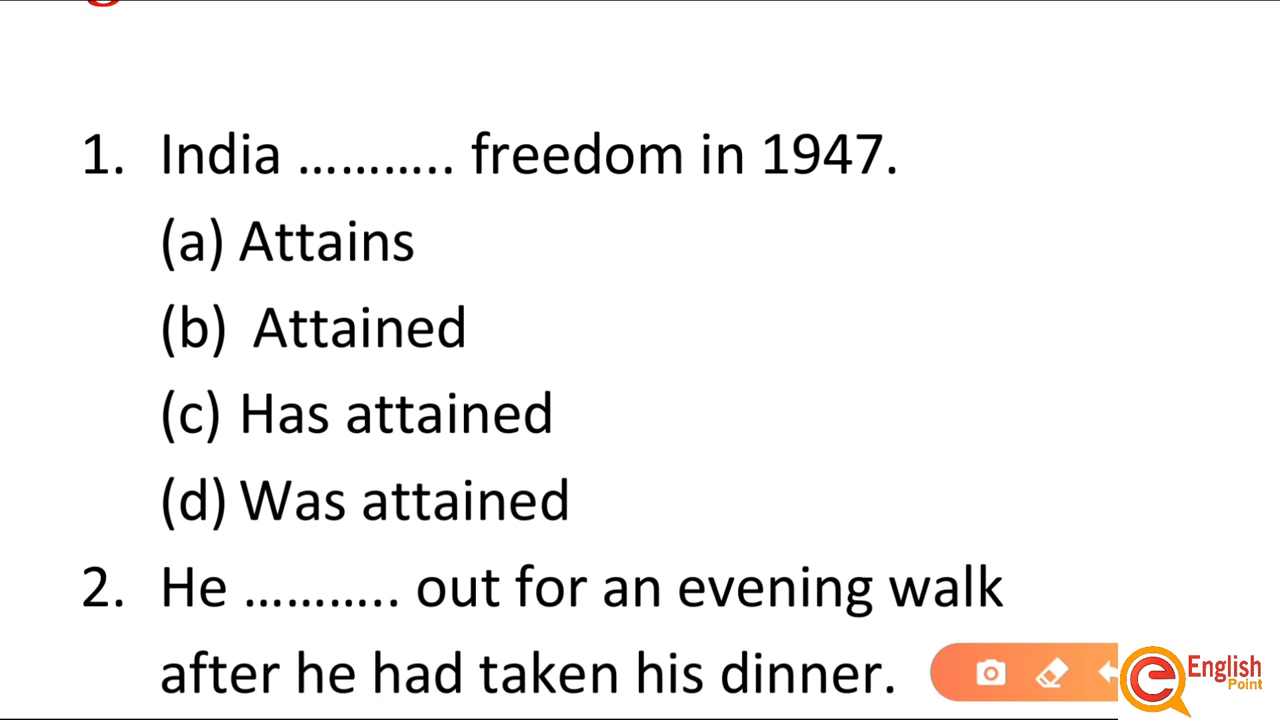 1. India ……….. freedom in 1947.
(a) Attains
(b) Attained
(c) Has attained
(d) Was attained
2. He ……….. out for an evening walk
after he had taken his dinner.
e English
Point